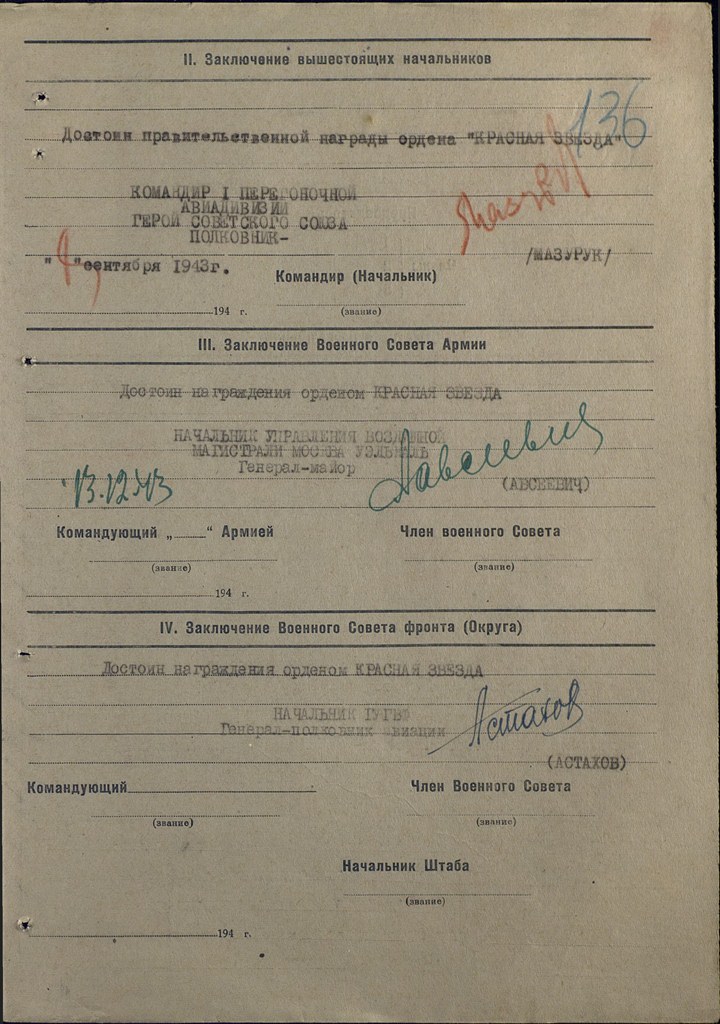 136
II. Заключение вышестоящих начальников
Достоин правительственной награды ордена "КРАСНАЯ ЗВЕЗДА"
КОМАНДИР I ПЕРЕГОНОЧНОЙ
АВИАДИВИЗИИ
ГЕРОЙ СОВЕТСКОГО СОЮЗА
ПОЛКОВНИК-
/МАЗУРУК/
" "сентября 1943г.
Командир (Начальник)
194 г.
(звание)
III. Заключение Военного Совета Армии
Достоин награждения орденом КРАСНАЯ ЗВЕЗДА
НАЧАЛЬНИК УПРАВЛЕНИЯ ВОЗДУШНОЙ
МАГИСТРАЛИ МОСКВА УЭЛЬКАЛЬ
Генерал-майор
13.12.43
(АВСЕЕВИЧ)
Командующий „ “ Армией Член военного Совета
(звание) (звание)
194 г.
IV. Заключение Военного Совета фронта (Округа)
Достоин награждения орденом КРАСНАЯ ЗВЕЗДА
НАЧАЛЬНИК ГУГВФ
Генерал-полковник авиации
Астахов
(АСТАХОВ)
Командующий Член Военного Совета
(звание) (звание)
Начальник Штаба
(звание)
194 г.